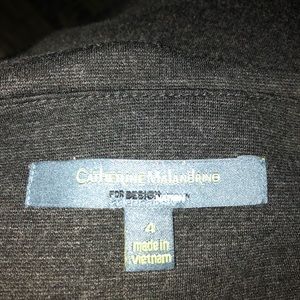 CATHERINE MALANDRINO
FOR DESIGN
4
made in
vietnam